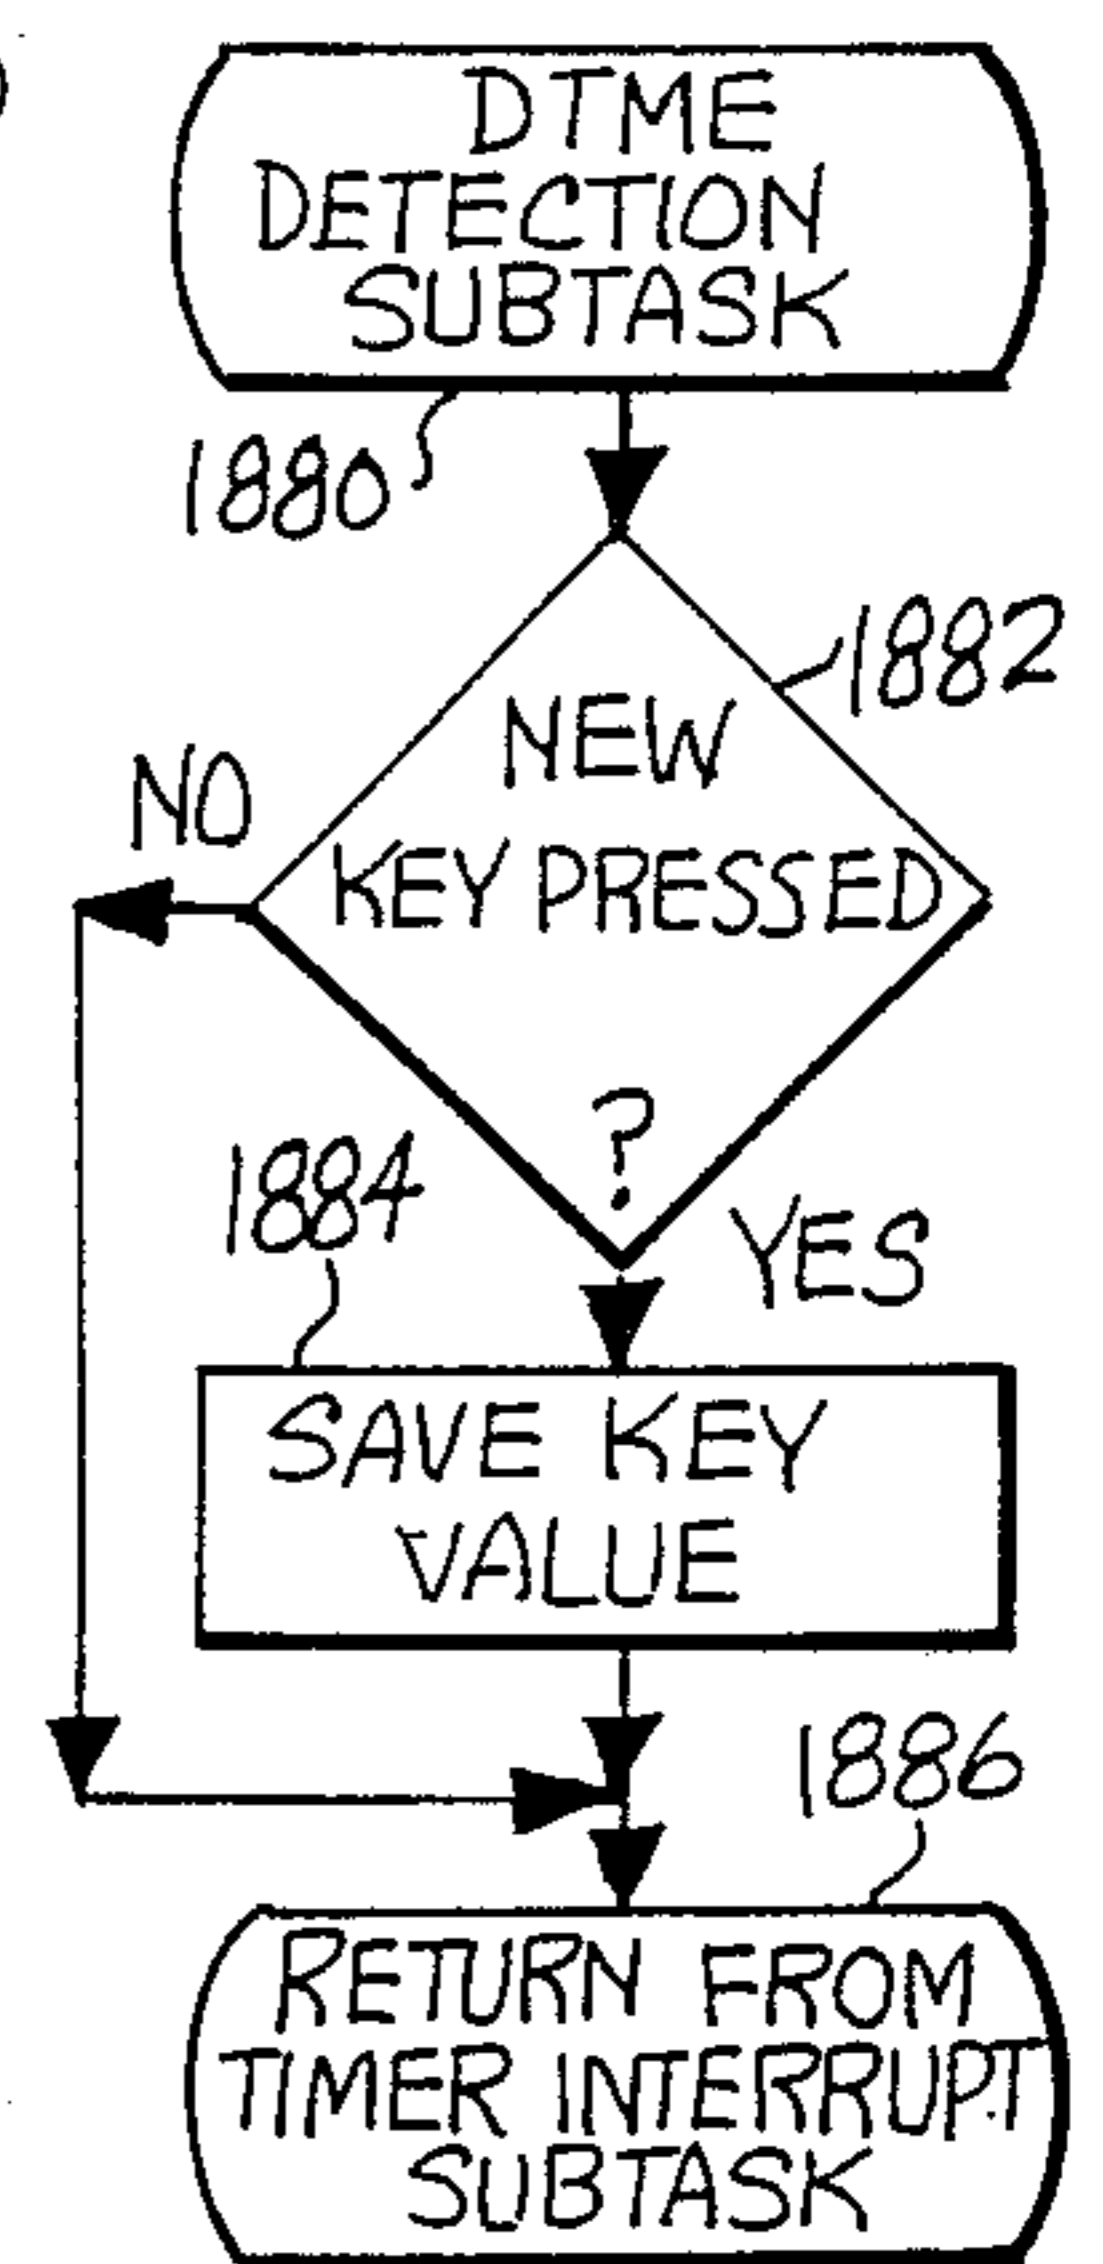 DTME
DETECTION
SUBTASK
1880
1882
NEW
NO
KEY PRESSED
?
1884
YES
SAVE KEY
VALUE
1886
RETURN FROM
TIMER INTERRUPT
SUBTASK